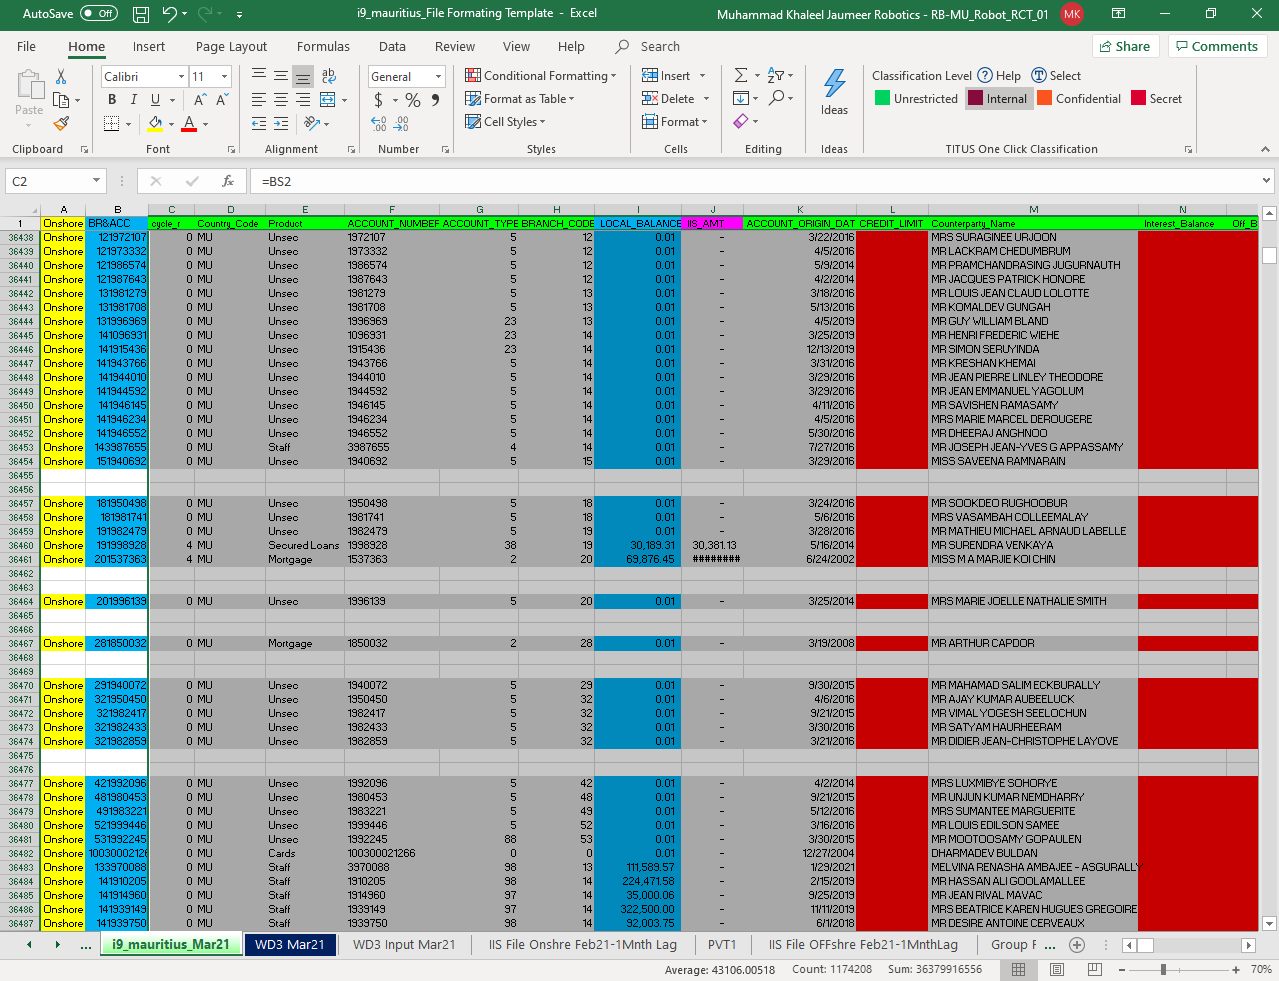 AutoSave Off i9_mauritius_File Formating Template - Excel Muhammad Khaleel Jaumeer Robotics - RB-MU_Robot_RCT_01 MK
File Home Insert Page Layout Formulas Data Review View Help Search Share Comments
Calibri 11 General Conditional Formatting Insert Classification Level Help Select
Paste B I U Format as Table Delete Ideas Unrestricted Internal Confidential Secret
Cell Styles Format
Clipboard Font Alignment Number Styles Cells Editing Ideas TITUS One Click Classification
C2 =BS2
A B C D E F G H I J K L M N
1 Onshore BR&ACC cycle_r Country_Code Product ACCOUNT_NUMBER ACCOUNT_TYPE BRANCH_CODE LOCAL_BALANCE IIS_AMT ACCOUNT_ORIGIN_DAT CREDIT_LIMIT Counterparty_Name Interest_Balance Off_B
36438 Onshore 121972107 0 MU Unsec 1972107 5 12 0.01 - 3/22/2016 MRS SURAGINEE URJOON
36439 Onshore 121973332 0 MU Unsec 1973332 5 12 0.01 - 4/5/2016 MR LACKRAM CHEDUMBRUM
36440 Onshore 121986574 0 MU Unsec 1986574 5 12 0.01 - 5/9/2014 MR PRAMCHANDRASING JUGURNAUTH
36441 Onshore 121987643 0 MU Unsec 1987643 5 12 0.01 - 4/2/2014 MR JACQUES PATRICK HONORE
36442 Onshore 131981279 0 MU Unsec 1981279 5 13 0.01 - 3/18/2016 MR LOUIS JEAN CLAUD LOLOTTE
36443 Onshore 131981708 0 MU Unsec 1981708 5 13 0.01 - 5/13/2016 MR KOMALDEV GUNGAH
36444 Onshore 131996969 0 MU Unsec 1996969 23 13 0.01 - 4/5/2019 MR GUY WILLIAM BLAND
36445 Onshore 141096931 0 MU Unsec 1096931 23 14 0.01 - 3/25/2019 MR HENRI FREDERIC WIEHE
36446 Onshore 141915436 0 MU Unsec 1915436 23 14 0.01 - 12/13/2019 MR SIMON SERUYINDA
36447 Onshore 141943766 0 MU Unsec 1943766 5 14 0.01 - 3/31/2016 MR KRESHAN KHEMAI
36448 Onshore 141944010 0 MU Unsec 1944010 5 14 0.01 - 3/29/2016 MR JEAN PIERRE LINLEY THEODORE
36449 Onshore 141944592 0 MU Unsec 1944592 5 14 0.01 - 3/29/2016 MR JEAN EMMANUEL YAGOLUM
36450 Onshore 141946145 0 MU Unsec 1946145 5 14 0.01 - 4/11/2016 MR SAVISHEN RAMASAMY
36451 Onshore 141946234 0 MU Unsec 1946234 5 14 0.01 - 4/5/2016 MRS MARIE MARCEL DEROUGERE
36452 Onshore 141946552 0 MU Unsec 1946552 5 14 0.01 - 5/30/2016 MR DHEERAJ ANGHNOO
36453 Onshore 143987655 0 MU Staff 3987655 4 14 0.01 - 7/27/2016 MR JOSEPH JEAN-YVES G APPASSAMY
36454 Onshore 151940692 0 MU Unsec 1940692 5 15 0.01 - 3/29/2016 MISS SAVEENA RAMNARAIN
36455
36456
36457 Onshore 181950498 0 MU Unsec 1950498 5 18 0.01 - 3/24/2016 MR SOOKDEO RUGHOOBUR
36458 Onshore 181981741 0 MU Unsec 1981741 5 18 0.01 - 5/6/2016 MRS VASAMBAH COLLEEMALAY
36459 Onshore 191982479 0 MU Unsec 1982479 5 19 0.01 - 3/28/2016 MR MATHIEU MICHAEL ARNAUD LABELLE
36460 Onshore 191998928 4 MU Secured Loans 1998928 38 19 30,189.31 30,381.13 5/16/2014 MR SURENDRA VENKAYA
36461 Onshore 201537363 4 MU Mortgage 1537363 2 20 69,876.45 ######## 6/24/2002 MISS M A MARJIE KOI CHIN
36462
36463
36464 Onshore 201996139 0 MU Unsec 1996139 5 20 0.01 - 3/25/2014 MRS MARIE JOELLE NATHALIE SMITH
36465
36466
36467 Onshore 281850032 0 MU Mortgage 1850032 2 28 0.01 - 3/19/2008 MR ARTHUR CAPDOR
36468
36469
36470 Onshore 291940072 0 MU Unsec 1940072 5 29 0.01 - 9/30/2015 MR MAHAMAD SALIM ECKBURALLY
36471 Onshore 321950450 0 MU Unsec 1950450 5 32 0.01 - 4/6/2016 MR AJAY KUMAR AUBEELUCK
36472 Onshore 321982417 0 MU Unsec 1982417 5 32 0.01 - 9/21/2015 MR VIMAL YOGESH SEELOCHUN
36473 Onshore 321982433 0 MU Unsec 1982433 5 32 0.01 - 3/30/2016 MR SATYAM HAURHEERAM
36474 Onshore 321982859 0 MU Unsec 1982859 5 32 0.01 - 3/21/2016 MR DIDIER JEAN-CHRISTOPHE LAYOVE
36475
36476
36477 Onshore 421992096 0 MU Unsec 1992096 5 42 0.01 - 4/2/2014 MRS LUXMIBYE SOHORYE
36478 Onshore 481980453 0 MU Unsec 1980453 5 48 0.01 - 9/21/2015 MR UNJUN KUMAR NEMDHARRY
36479 Onshore 491983221 0 MU Unsec 1983221 5 49 0.01 - 5/12/2016 MRS SUMANTEE MARGUERITE
36480 Onshore 521999446 0 MU Unsec 1999446 5 52 0.01 - 3/16/2016 MR LOUIS EDILSON SAMEE
36481 Onshore 531992245 0 MU Unsec 1992245 88 53 0.01 - 3/30/2015 MR MOOTOOSAMY GOPAULEN
36482 Onshore 10030002126 0 MU Cards 100300021266 0 0 0.01 - 12/27/2004 DHARMADEV BULDAN
36483 Onshore 133970088 0 MU Staff 3970088 98 13 111,589.57 - 1/29/2021 MELVINA RENASHA AMBAJEE - ASGURALLY
36484 Onshore 141910205 0 MU Staff 1910205 98 14 224,471.58 - 2/15/2019 MR HASSAN ALI GOOLAMALLEE
36485 Onshore 141914960 0 MU Staff 1914960 97 14 35,000.06 - 9/25/2019 MR JEAN RIVAL MAVAC
36486 Onshore 141939149 0 MU Staff 1939149 97 14 322,500.00 - 11/11/2019 MRS BEATRICE KAREN HUGUES GREGOIRE
36487 Onshore 141939750 0 MU Staff 1939750 98 14 92,003.75 - 6/1/2018 MR DESIRE ANTOINE CERVEAUX
... i9_mauritius_Mar21 WD3 Mar21 WD3 Input Mar21 IIS File Onshre Feb21-1Mnth Lag PVT1 IIS File OFFshre Feb21-1MnthLag Group F ...
Average: 43106.00518 Count: 1174208 Sum: 36379916556 70%